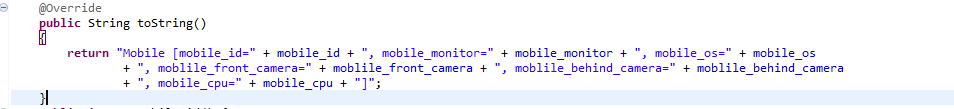 @Override
public String toString()
{
return "Mobile [mobile_id=" + mobile_id + ", mobile_monitor=" + mobile_monitor + ", mobile_os=" + mobile_os
+ ", moblile_front_camera=" + moblile_front_camera + ", moblile_behind_camera=" + moblile_behind_camera
+ ", mobile_cpu=" + mobile_cpu + "]";
}